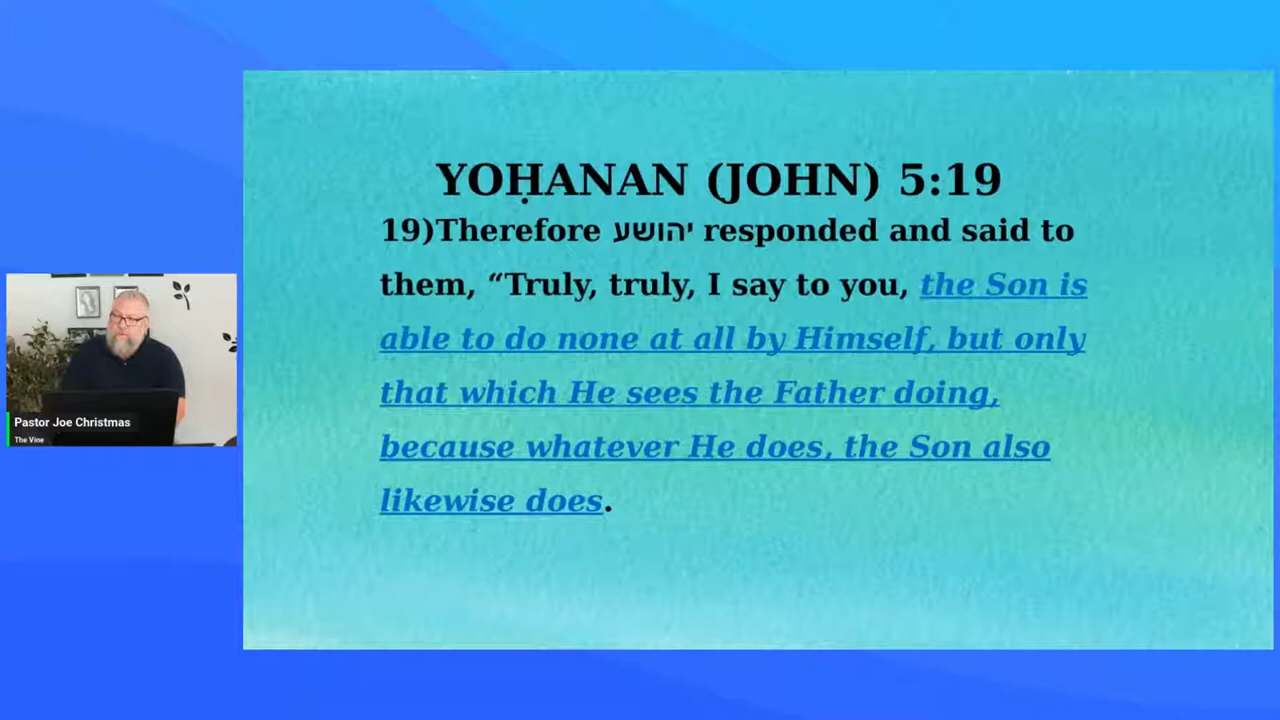 YOḤANAN (JOHN) 5:19
19)Therefore יהושע responded and said to
them, “Truly, truly, I say to you, the Son is
able to do none at all by Himself, but only
that which He sees the Father doing,
because whatever He does, the Son also
likewise does.
Pastor Joe Christmas
The Vine